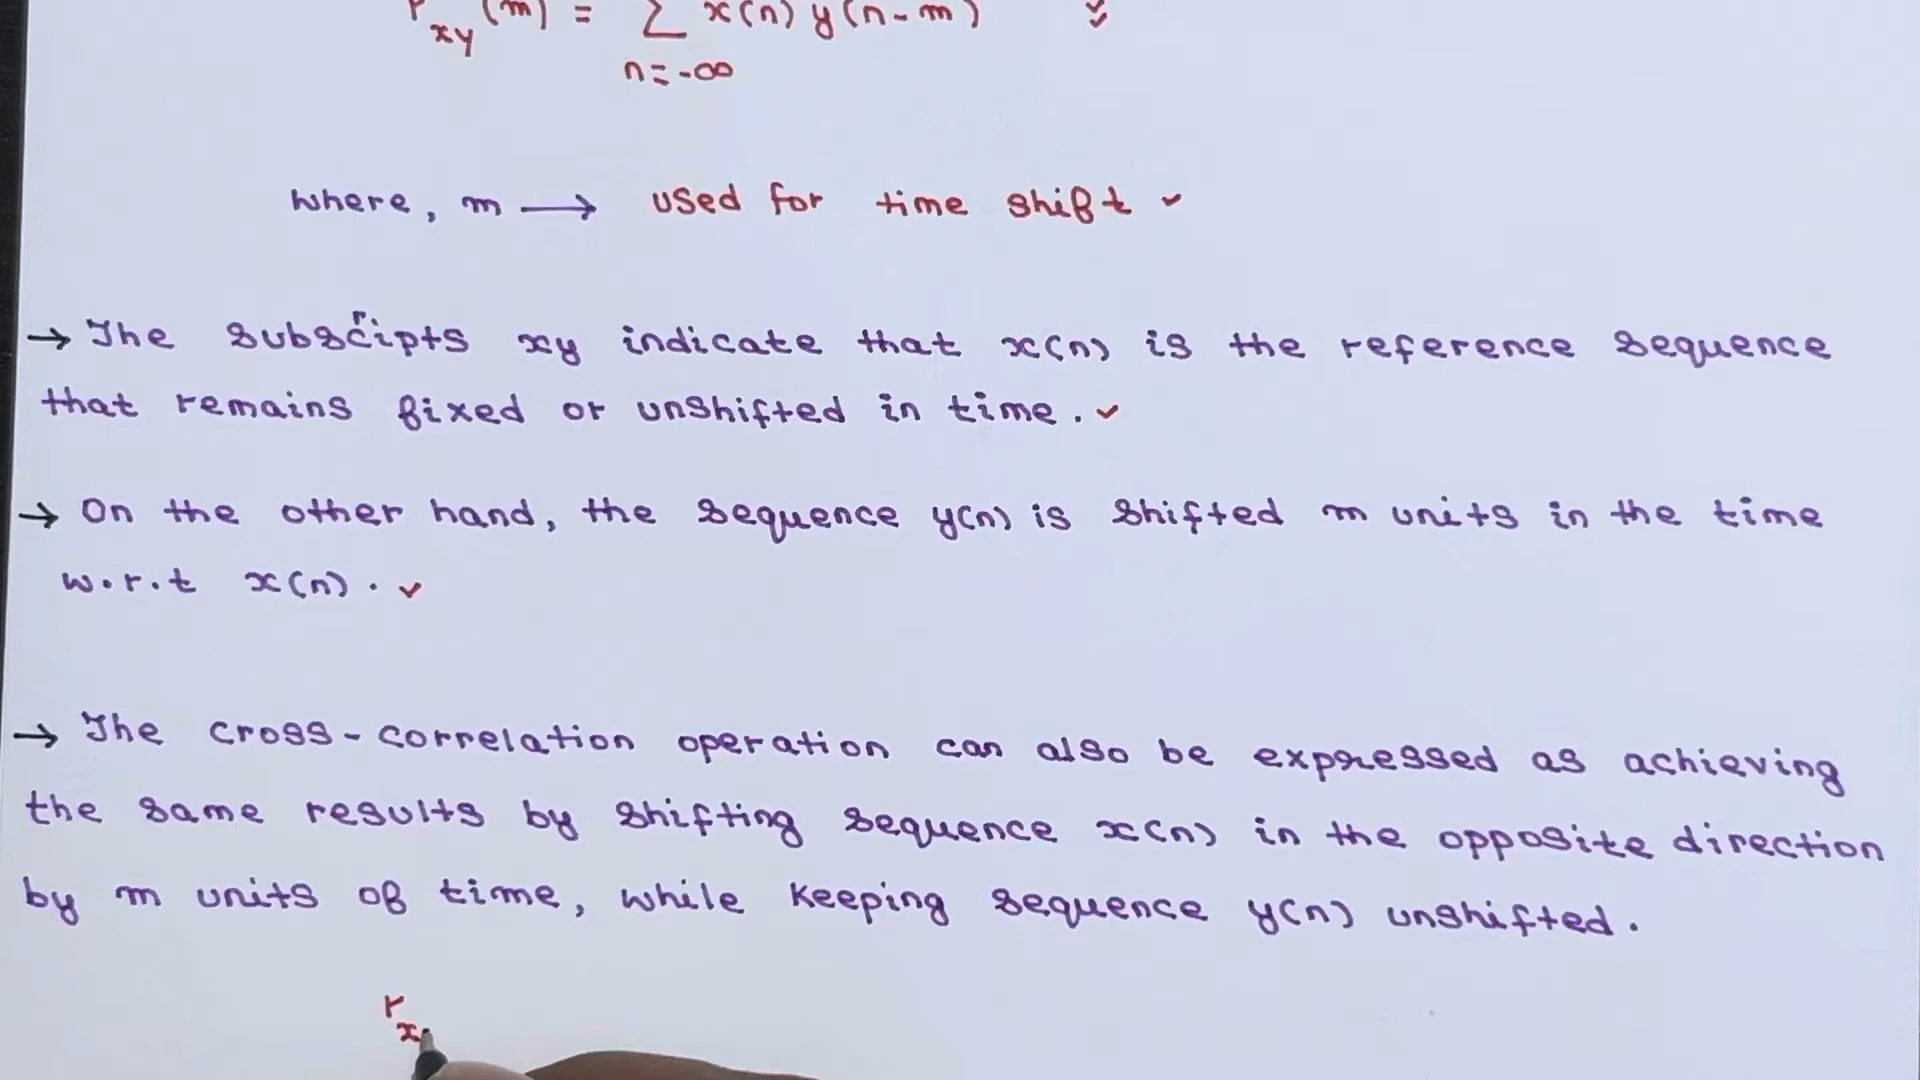 r_xy (m) = Σ x(n) y(n-m)
n = -∞
where, m → used for time shift ✓
→ The subscripts xy indicate that x(n) is the reference sequence
that remains fixed or unshifted in time. ✓
→ On the other hand, the sequence y(n) is shifted m units in the time
w.r.t x(n). ✓
→ The cross-correlation operation can also be expressed as achieving
the same results by shifting sequence x(n) in the opposite direction
by m units of time, while keeping sequence y(n) unshifted.
r_x